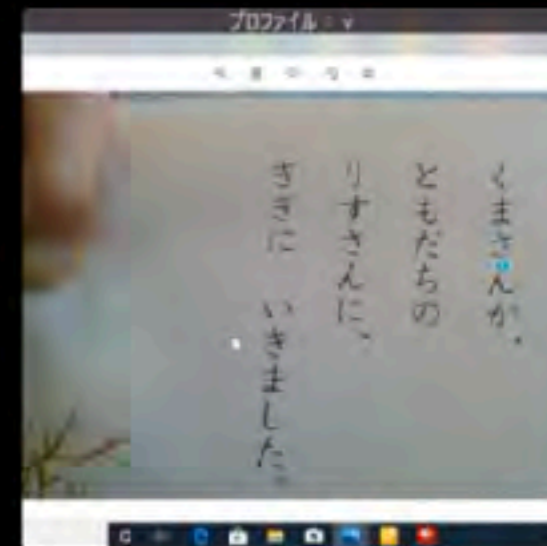 プロファイル : v
くまさんが、
ともだちの
りすさんに、
ききに いきました。